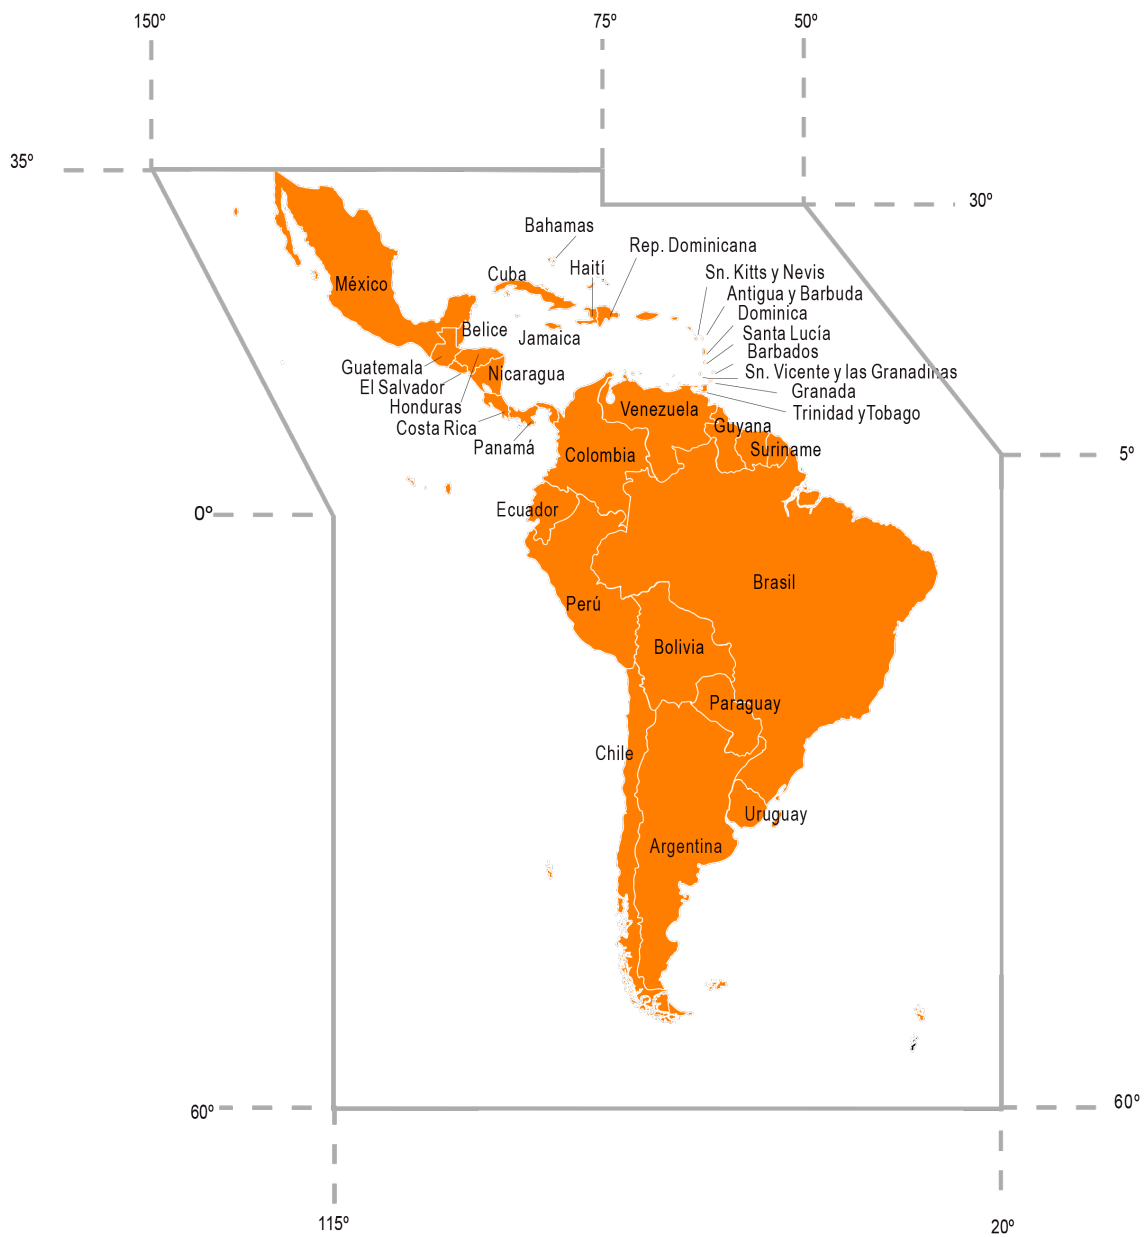 150º
75º
50º
35º
30º
Bahamas
Rep. Dominicana
Haití
Cuba
Sn. Kitts y Nevis
México
Antigua y Barbuda
Dominica
Belice
Jamaica
Santa Lucía
Barbados
Guatemala
Nicaragua
Sn. Vicente y las Granadinas
El Salvador
Granada
Honduras
Venezuela
Trinidad yTobago
Costa Rica
Guyana
Panamá
Colombia
Suriname
5º
Ecuador
0º
Brasil
Perú
Bolivia
Paraguay
Chile
Uruguay
Argentina
60º
60º
115º
20º